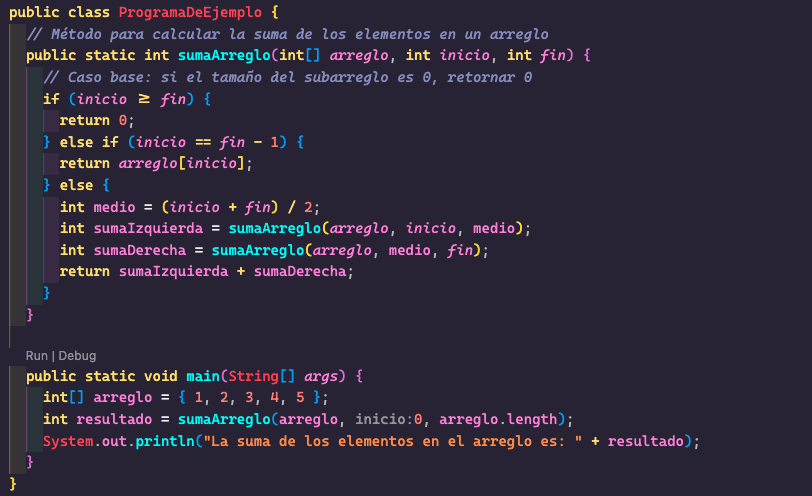 public class ProgramaDeEjemplo {
// Método para calcular la suma de los elementos en un arreglo
public static int sumaArreglo(int[] arreglo, int inicio, int fin) {
// Caso base: si el tamaño del subarreglo es 0, retornar 0
if (inicio ≥ fin) {
return 0;
} else if (inicio == fin - 1) {
return arreglo[inicio];
} else {
int medio = (inicio + fin) / 2;
int sumaIzquierda = sumaArreglo(arreglo, inicio, medio);
int sumaDerecha = sumaArreglo(arreglo, medio, fin);
return sumaIzquierda + sumaDerecha;
}
}
Run | Debug
public static void main(String[] args) {
int[] arreglo = { 1, 2, 3, 4, 5 };
int resultado = sumaArreglo(arreglo, inicio:0, arreglo.length);
System.out.println("La suma de los elementos en el arreglo es: " + resultado);
}
}